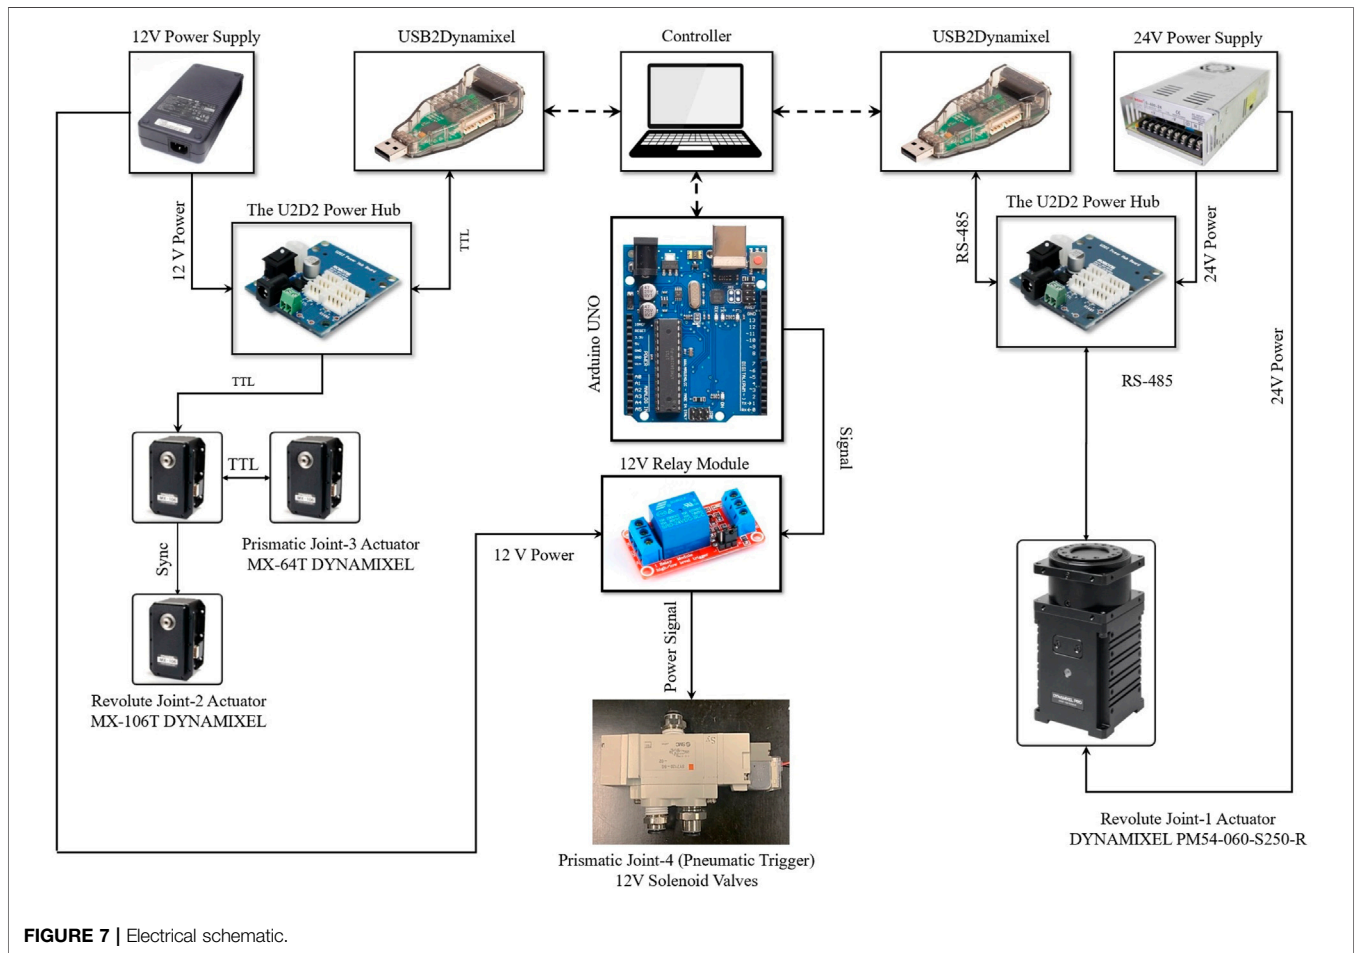 12V Power Supply
USB2Dynamixel
Controller
USB2Dynamixel
24V Power Supply
12 V Power
The U2D2 Power Hub
TTL
RS-485
The U2D2 Power Hub
24V Power
Arduino UNO
24V Power
TTL
RS-485
Signal
TTL
12V Relay Module
Prismatic Joint-3 Actuator
MX-64T DYNAMIXEL
Sync
12 V Power
Power Signal
Revolute Joint-2 Actuator
MX-106T DYNAMIXEL
Revolute Joint-1 Actuator
DYNAMIXEL PM54-060-S250-R
Prismatic Joint-4 (Pneumatic Trigger)
12V Solenoid Valves
FIGURE 7 | Electrical schematic.